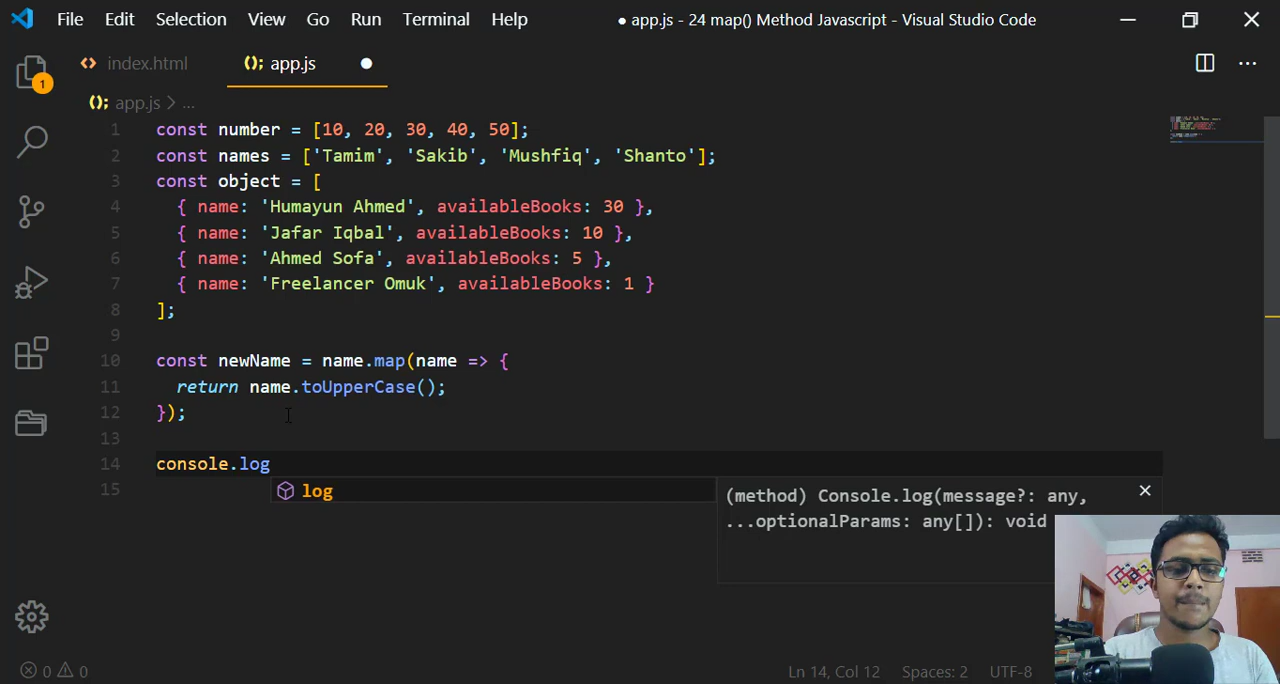 File Edit Selection View Go Run Terminal Help
● app.js - 24 map() Method Javascript - Visual Studio Code
index.html
app.js
1
app.js > ...
1 const number = [10, 20, 30, 40, 50];
2 const names = ['Tamim', 'Sakib', 'Mushfiq', 'Shanto'];
3 const object = [
4 { name: 'Humayun Ahmed', availableBooks: 30 },
5 { name: 'Jafar Iqbal', availableBooks: 10 },
6 { name: 'Ahmed Sofa', availableBooks: 5 },
7 { name: 'Freelancer Omuk', availableBooks: 1 }
8 ];
9
10 const newName = name.map(name => {
11 return name.toUpperCase();
12 });
13
14 console.log
15
log
(method) Console.log(message?: any,
...optionalParams: any[]): void
0 0
Ln 14, Col 12 Spaces: 2 UTF-8